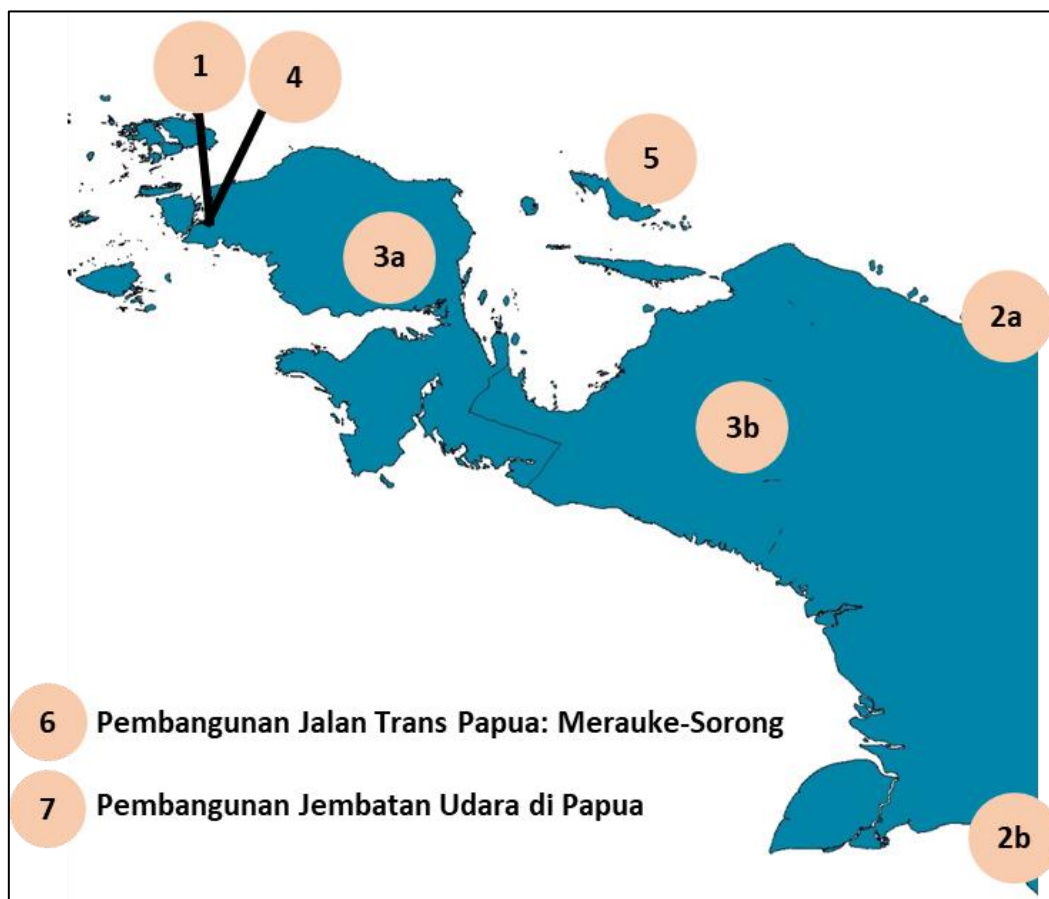 1
4
5
3a
2a
3b
6 Pembangunan Jalan Trans Papua: Merauke-Sorong
7 Pembangunan Jembatan Udara di Papua
2b